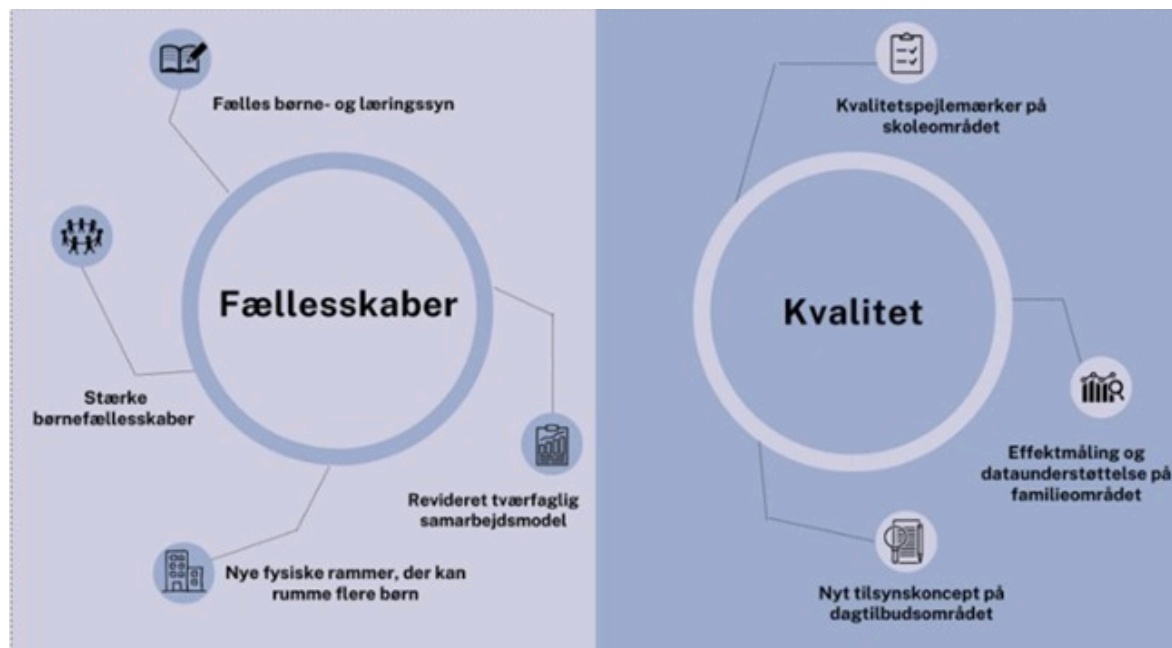 Fælles børne- og læringssyn
Fællesskaber
Stærke
børnefællesskaber
Revideret tværfaglig
samarbejdsmodel
Nye fysiske rammer, der kan
rumme flere børn
Kvalitetspejlemærker på
skoleområdet
Kvalitet
Effektmåling og
dataunderstøttelse på
familieområdet
Nyt tilsynskoncept på
dagtilbudsområdet